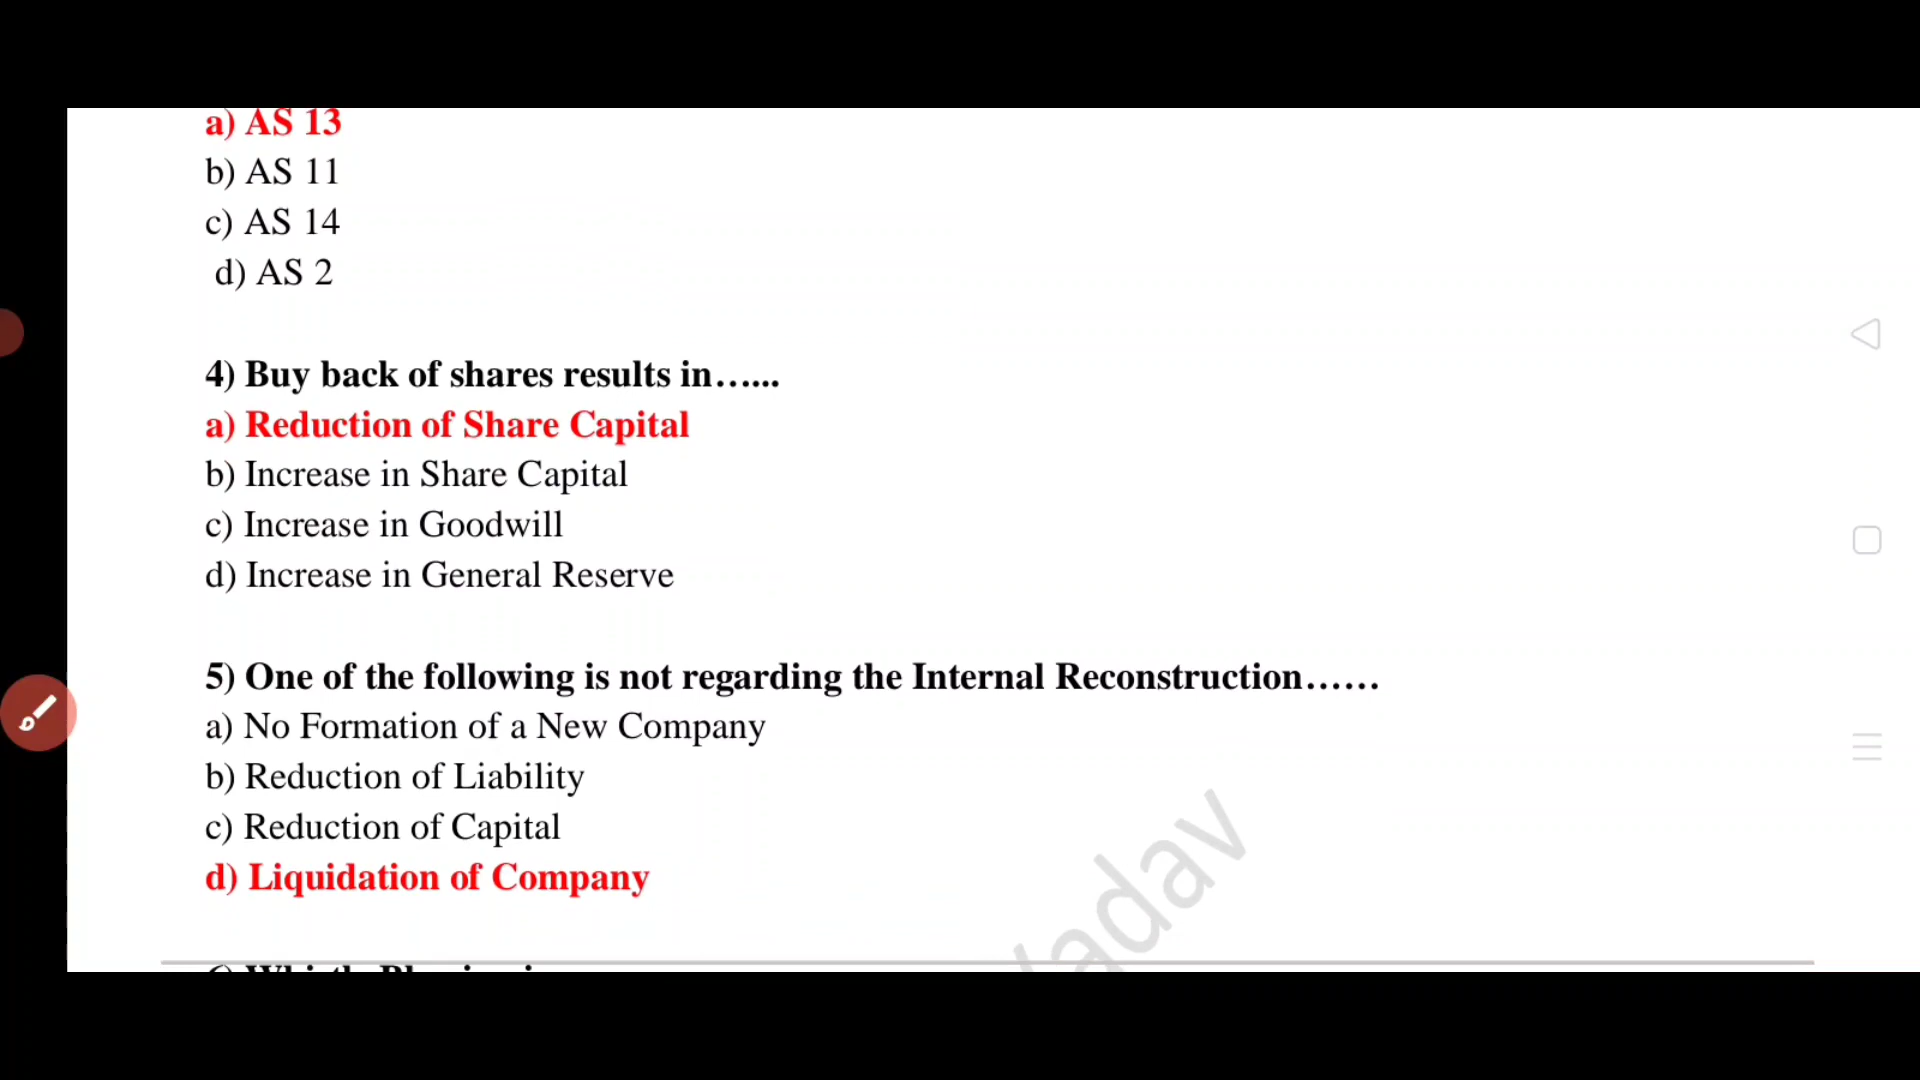 a) AS 13
b) AS 11
c) AS 14
d) AS 2
4) Buy back of shares results in…...
a) Reduction of Share Capital
b) Increase in Share Capital
c) Increase in Goodwill
d) Increase in General Reserve
5) One of the following is not regarding the Internal Reconstruction……
a) No Formation of a New Company
b) Reduction of Liability
c) Reduction of Capital
d) Liquidation of Company